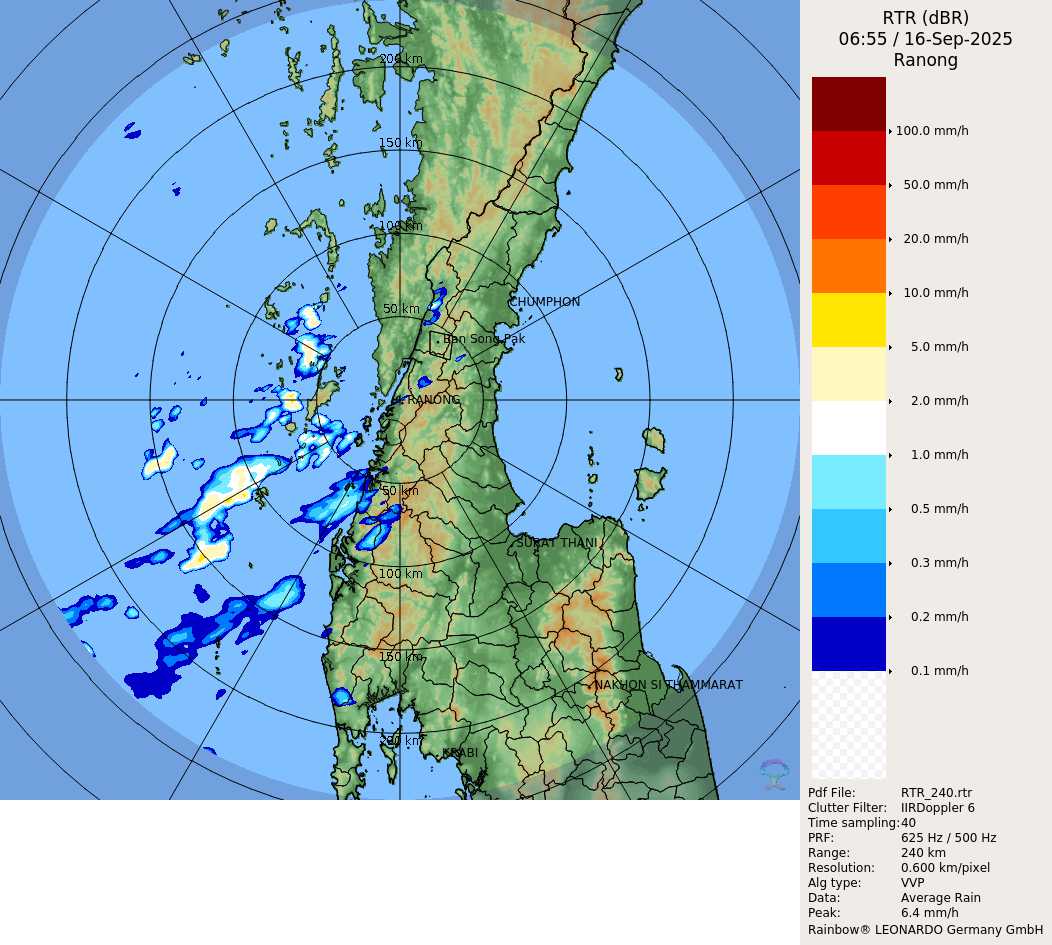 RTR (dBR)
06:55 / 16-Sep-2025
Ranong
100.0 mm/h
50.0 mm/h
20.0 mm/h
10.0 mm/h
5.0 mm/h
2.0 mm/h
1.0 mm/h
0.5 mm/h
0.3 mm/h
0.2 mm/h
0.1 mm/h
Pdf File: RTR_240.rtr
Clutter Filter: IIRDoppler 6
Time sampling: 40
PRF: 625 Hz / 500 Hz
Range: 240 km
Resolution: 0.600 km/pixel
Alg type: VVP
Data: Average Rain
Peak: 6.4 mm/h
Rainbow® LEONARDO Germany GmbH
200 km
150 km
100 km
50 km
CHUMPHON
Ban Song Pak
RANONG
50 km
SURAT THANI
100 km
150 km
NAKHON SI THAMMARAT
200 km
KRABI